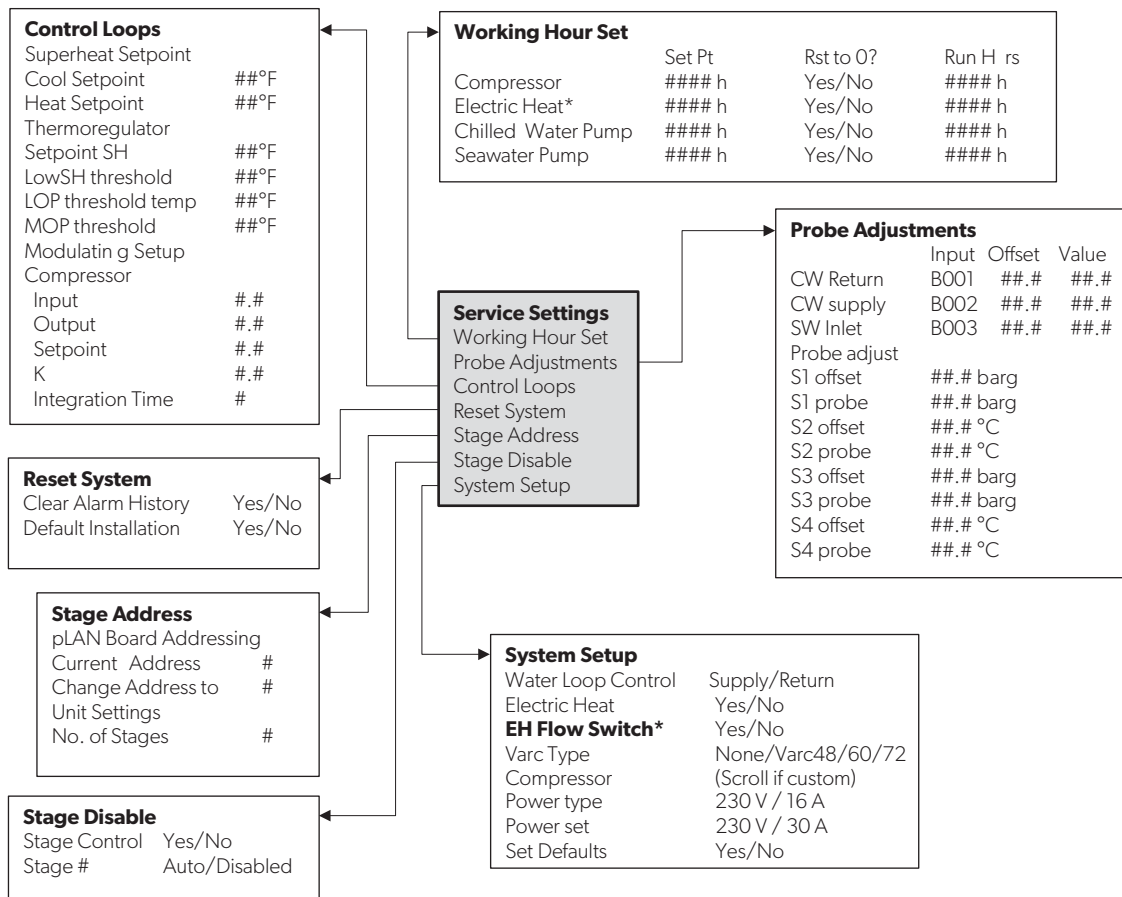 Control Loops
Superheat Setpoint
Cool Setpoint ##°F
Heat Setpoint ##°F
Thermoregulator
Setpoint SH ##°F
LowSH threshold ##°F
LOP threshold temp ##°F
MOP threshold ##°F
Modulatin g Setup
Compressor
Input #.#
Output #.#
Setpoint #.#
K #.#
Integration Time #
Working Hour Set
Set Pt Rst to 0? Run H rs
Compressor #### h Yes/No #### h
Electric Heat* #### h Yes/No #### h
Chilled Water Pump #### h Yes/No #### h
Seawater Pump #### h Yes/No #### h
Probe Adjustments
Input Offset Value
CW Return B001 ##.# ##.#
CW supply B002 ##.# ##.#
SW Inlet B003 ##.# ##.#
Probe adjust
S1 offset ##.# barg
S1 probe ##.# barg
S2 offset ##.# °C
S2 probe ##.# °C
S3 offset ##.# barg
S3 probe ##.# barg
S4 offset ##.# °C
S4 probe ##.# °C
Service Settings
Working Hour Set
Probe Adjustments
Control Loops
Reset System
Stage Address
Stage Disable
System Setup
Reset System
Clear Alarm History Yes/No
Default Installation Yes/No
Stage Address
pLAN Board Addressing
Current Address #
Change Address to #
Unit Settings
No. of Stages #
Stage Disable
Stage Control Yes/No
Stage # Auto/Disabled
System Setup
Water Loop Control Supply/Return
Electric Heat Yes/No
EH Flow Switch* Yes/No
Varc Type None/Varc48/60/72
Compressor (Scroll if custom)
Power type 230 V / 16 A
Power set 230 V / 30 A
Set Defaults Yes/No